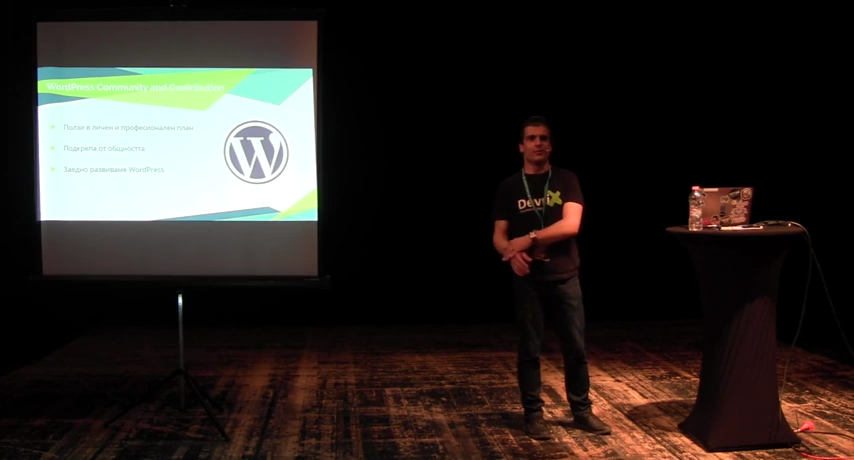 WordPress Community and Contribution
Ползи в личен и професионален план
Подкрепа от общността
Заедно развиваме WordPress
W
DevriX